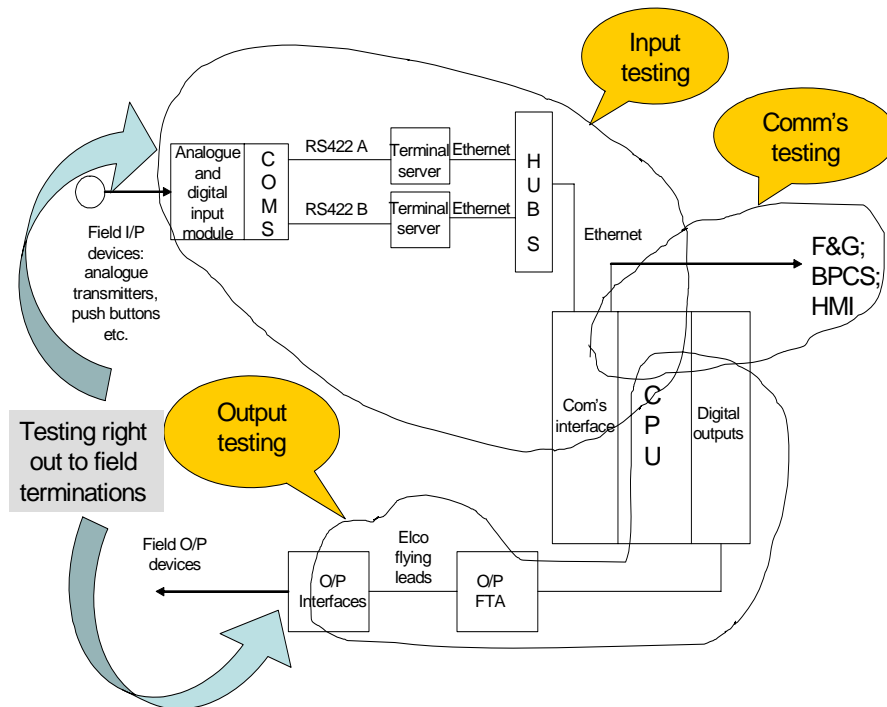 Input
testing
Comm's
testing
Analogue
and
digital
input
module
C
O
M
S
RS422 A
RS422 B
Terminal
server
Terminal
server
Ethernet
Ethernet
H
U
B S
Ethernet
F&G;
BPCS;
HMI
Field I/P
devices:
analogue
transmitters,
push buttons
etc.
Output
testing
Testing right
out to field
terminations
Com's
interface
C
P
U
Digital
outputs
Field O/P
devices
O/P
Interfaces
Elco
flying
leads
O/P
FTA